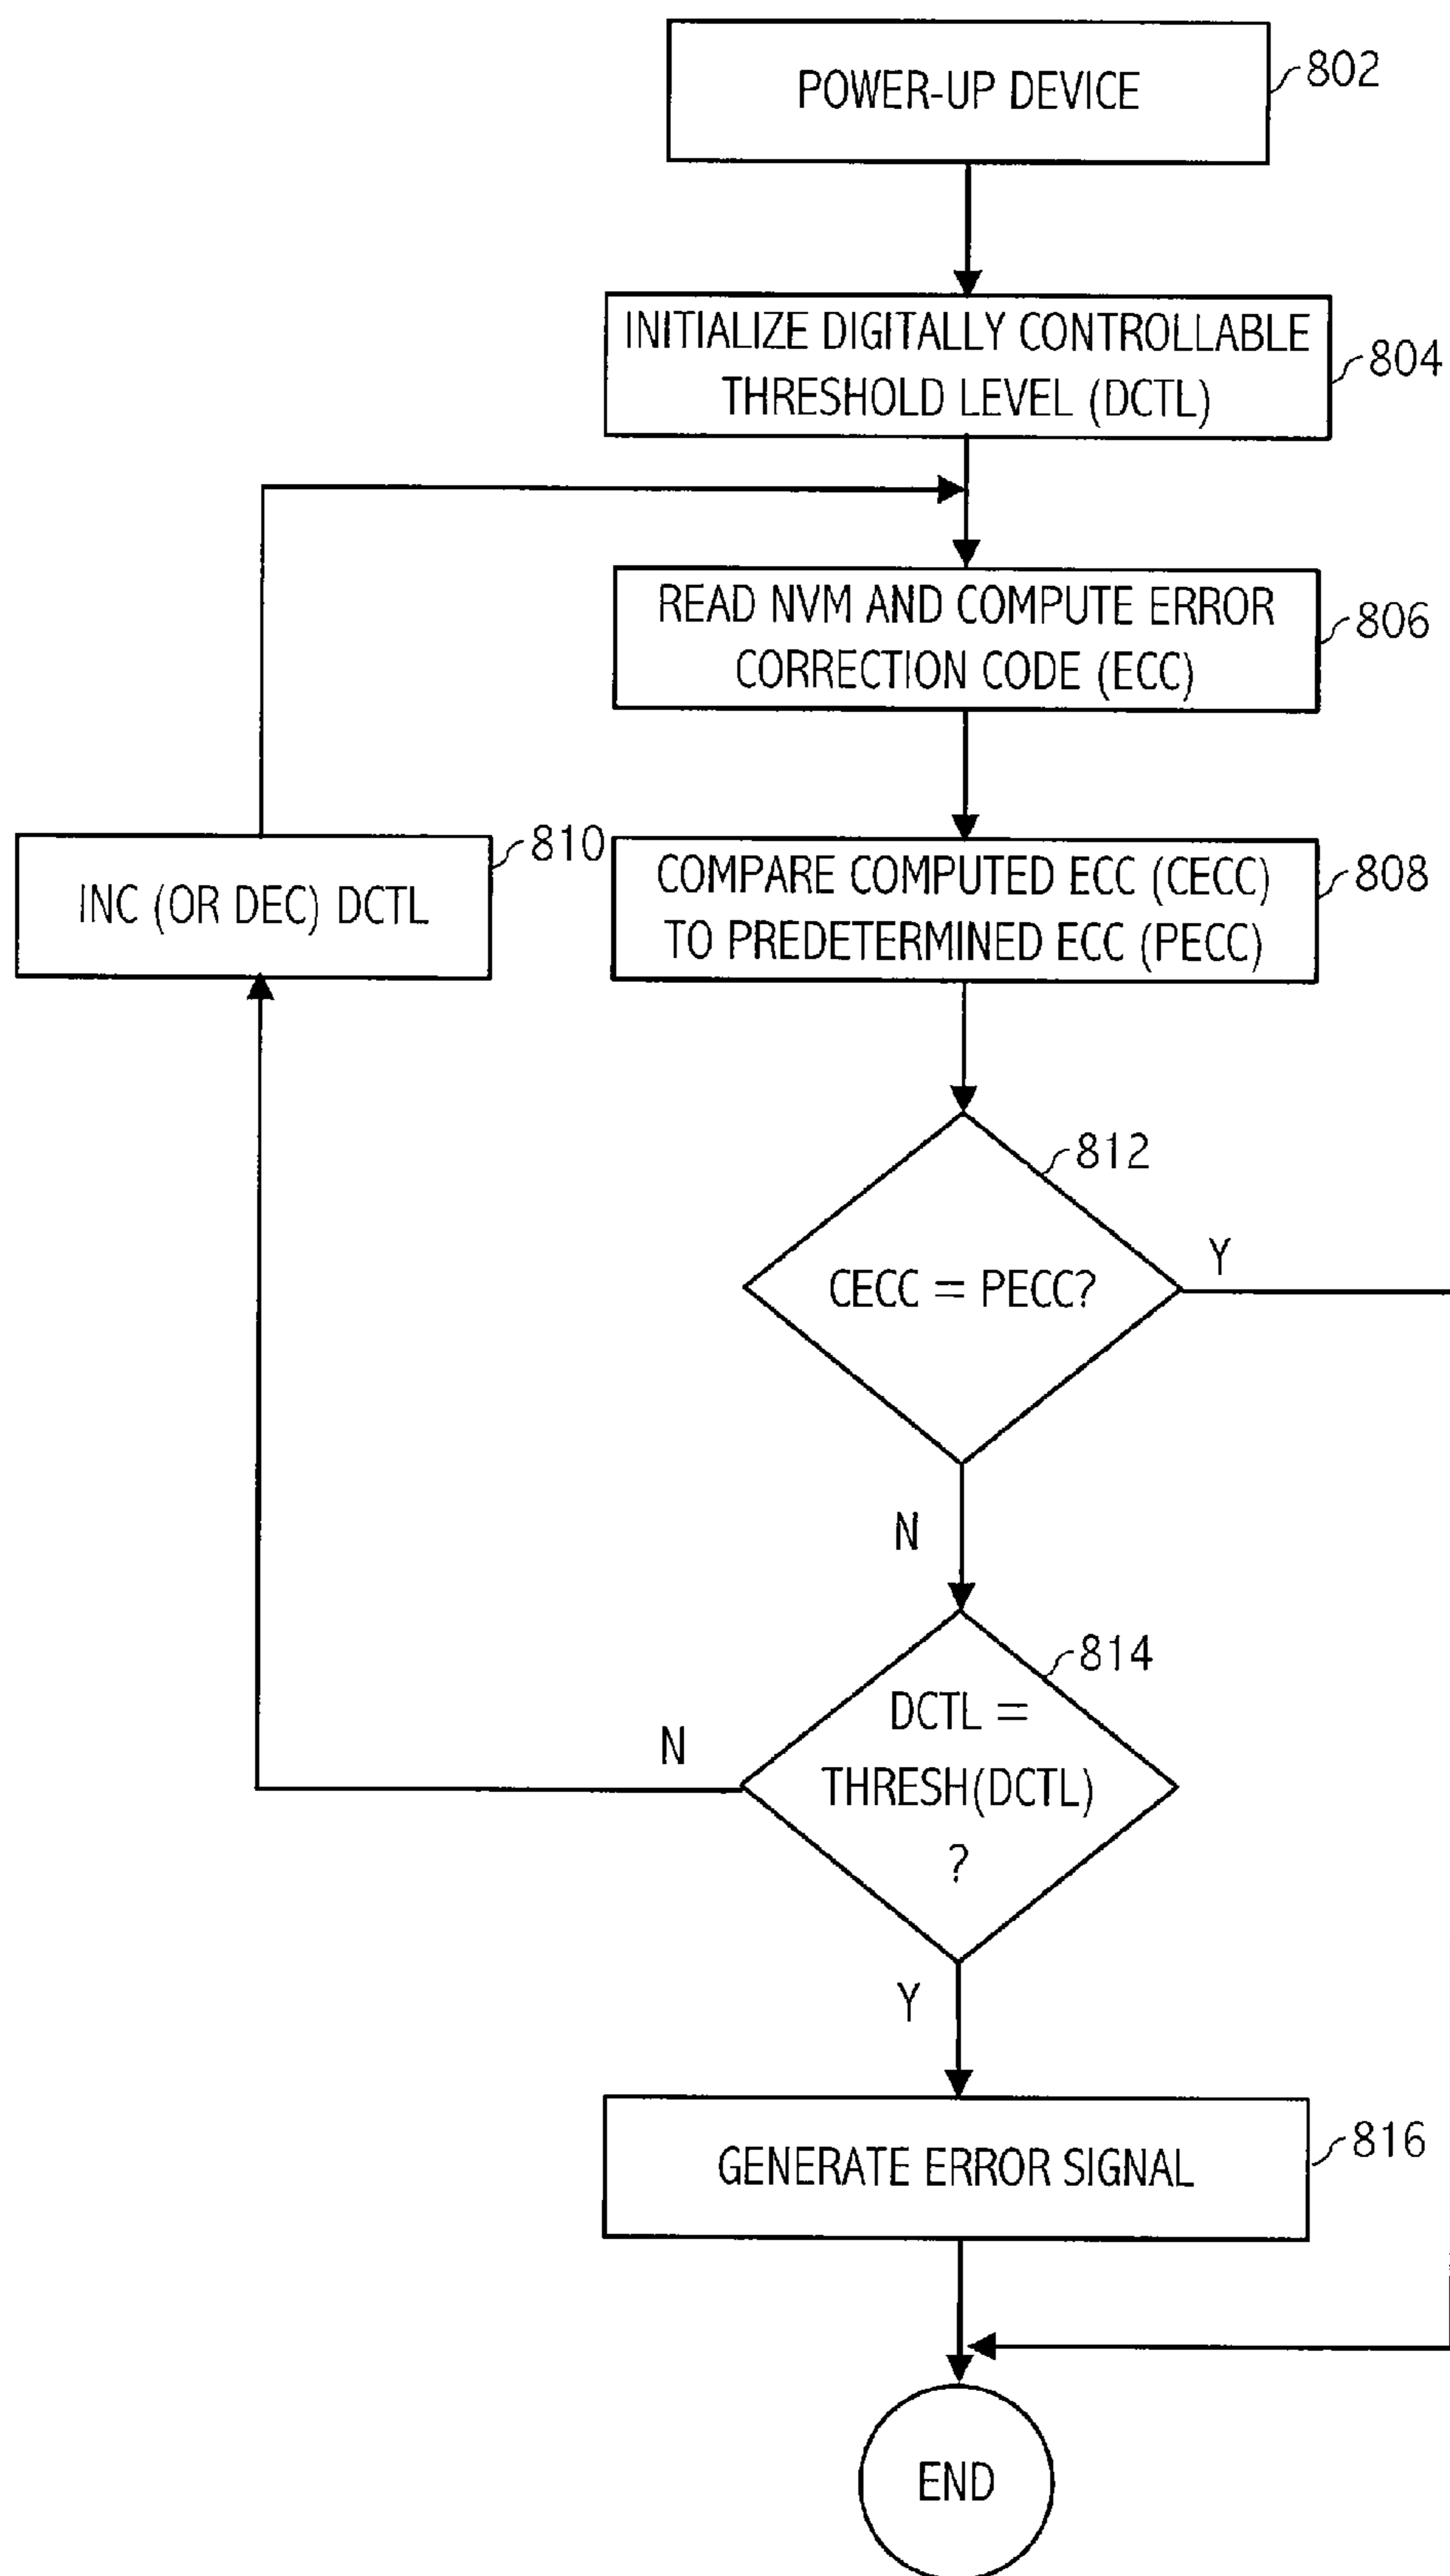 POWER-UP DEVICE
802
INITIALIZE DIGITALLY CONTROLLABLE
THRESHOLD LEVEL (DCTL)
804
READ NVM AND COMPUTE ERROR
CORRECTION CODE (ECC)
806
INC (OR DEC) DCTL
810
COMPARE COMPUTED ECC (CECC)
TO PREDETERMINED ECC (PECC)
808
812
CECC = PECC?
Y
N
814
DCTL =
THRESH(DCTL)
?
N
Y
GENERATE ERROR SIGNAL
816
END